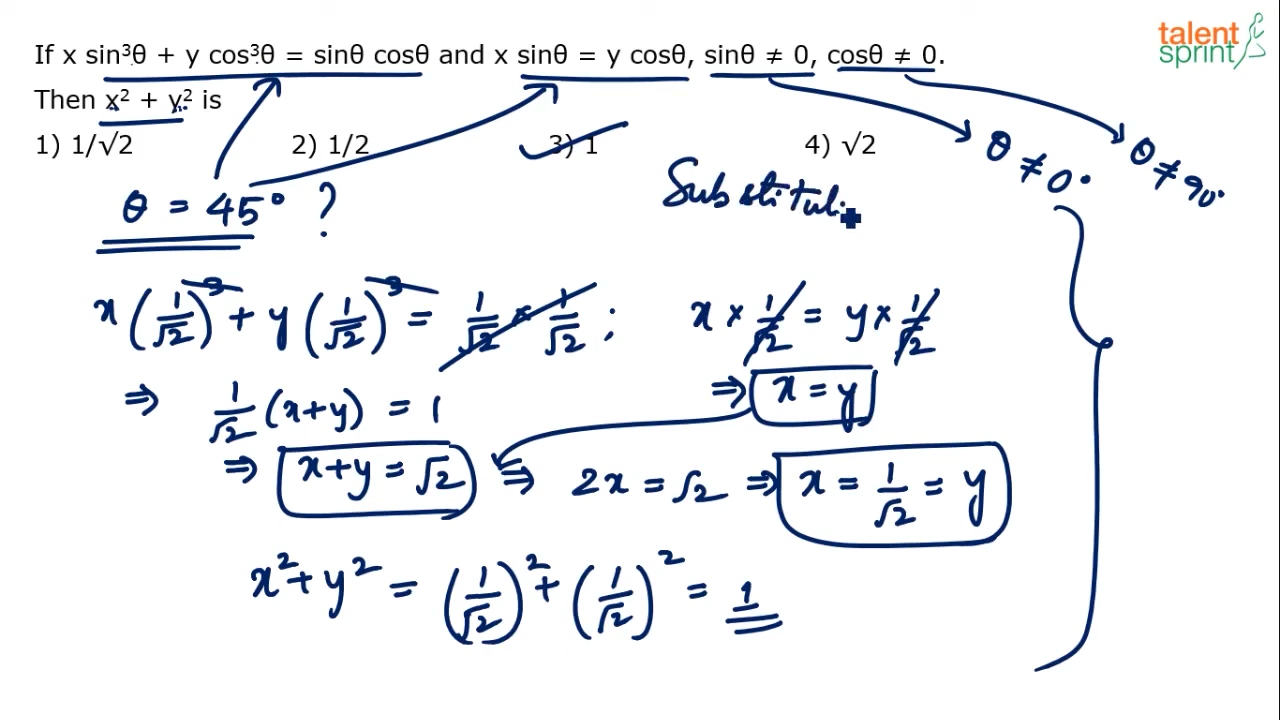 talent
sprint
If x sin³θ + y cos³θ = sinθ cosθ and x sinθ = y cosθ, sinθ ≠ 0, cosθ ≠ 0.
Then x² + y² is
1) 1/√2 2) 1/2 3) 1 4) √2
θ ≠ 0° θ ≠ 90°
θ = 45° ? Substituti
x(1/√2)³ + y(1/√2)³ = 1/√2 × 1/√2 ; x × 1/√2 = y × 1/√2
⇒ 1/√2 (x+y) = 1 ⇒ x = y
⇒ x+y = √2 ⇒ 2x = √2 ⇒ x = 1/√2 = y
x² + y² = (1/√2)² + (1/√2)² = 1